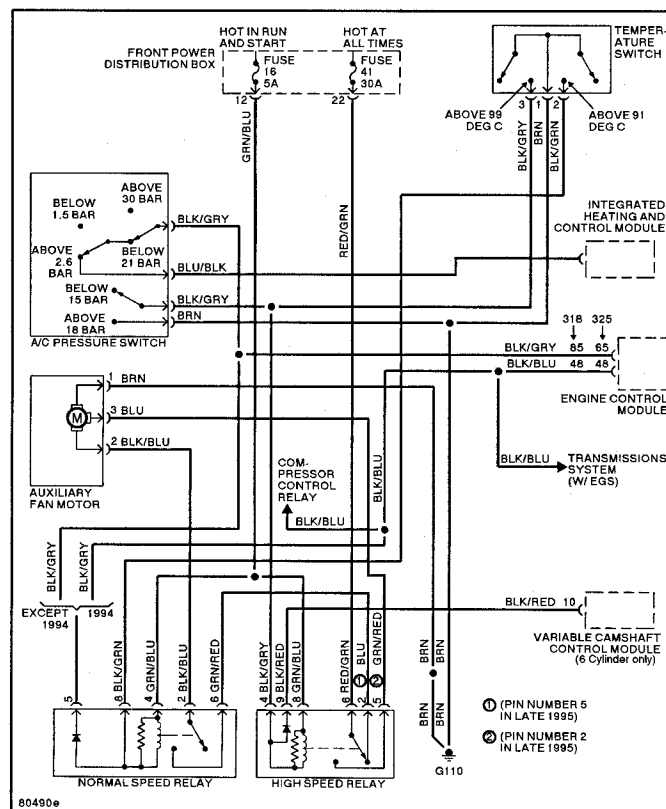 HOT IN RUN
AND START
HOT AT
ALL TIMES
TEMPER-
ATURE
SWITCH
FRONT POWER
DISTRIBUTION BOX
FUSE
16
5A
FUSE
41
30A
12
22
3
1
2
ABOVE 99
DEG C
ABOVE 91
DEG C
GRN/BLU
RED/GRN
BLK/GRY
BRN
BLK/GRN
BELOW
1.5 BAR
ABOVE
30 BAR
BLK/GRY
ABOVE
2.6
BAR
BELOW
21 BAR
BLU/BLK
BELOW
15 BAR
BLK/GRY
ABOVE
18 BAR
BRN
A/C PRESSURE SWITCH
INTEGRATED
HEATING AND
CONTROL MODULE
318
325
BLK/GRY
85
65
BLK/BLU
48
48
ENGINE CONTROL
MODULE
1
BRN
M
3
BLU
2
BLK/BLU
AUXILIARY
FAN MOTOR
COM-
PRESSOR
CONTROL
RELAY
BLK/BLU
BLK/BLU
BLK/BLU
TRANSMISSIONS
SYSTEM
(W/ EGS)
BLK/GRY
BLK/GRY
EXCEPT
1994
1994
BLK/RED
10
VARIABLE CAMSHAFT
CONTROL MODULE
(6 Cylinder only)
5
8
BLK/GRN
4
GRN/BLU
2
BLK/BLU
6
GRN/RED
4
BLK/GRY
9
BLK/RED
8
GRN/BLU
6
RED/GRN
1
2
BLU
2
5
GRN/RED
BRN
BRN
BRN
BRN
1
(PIN NUMBER 5
IN LATE 1995)
2
(PIN NUMBER 2
IN LATE 1995)
G110
NORMAL SPEED RELAY
HIGH SPEED RELAY
80490e